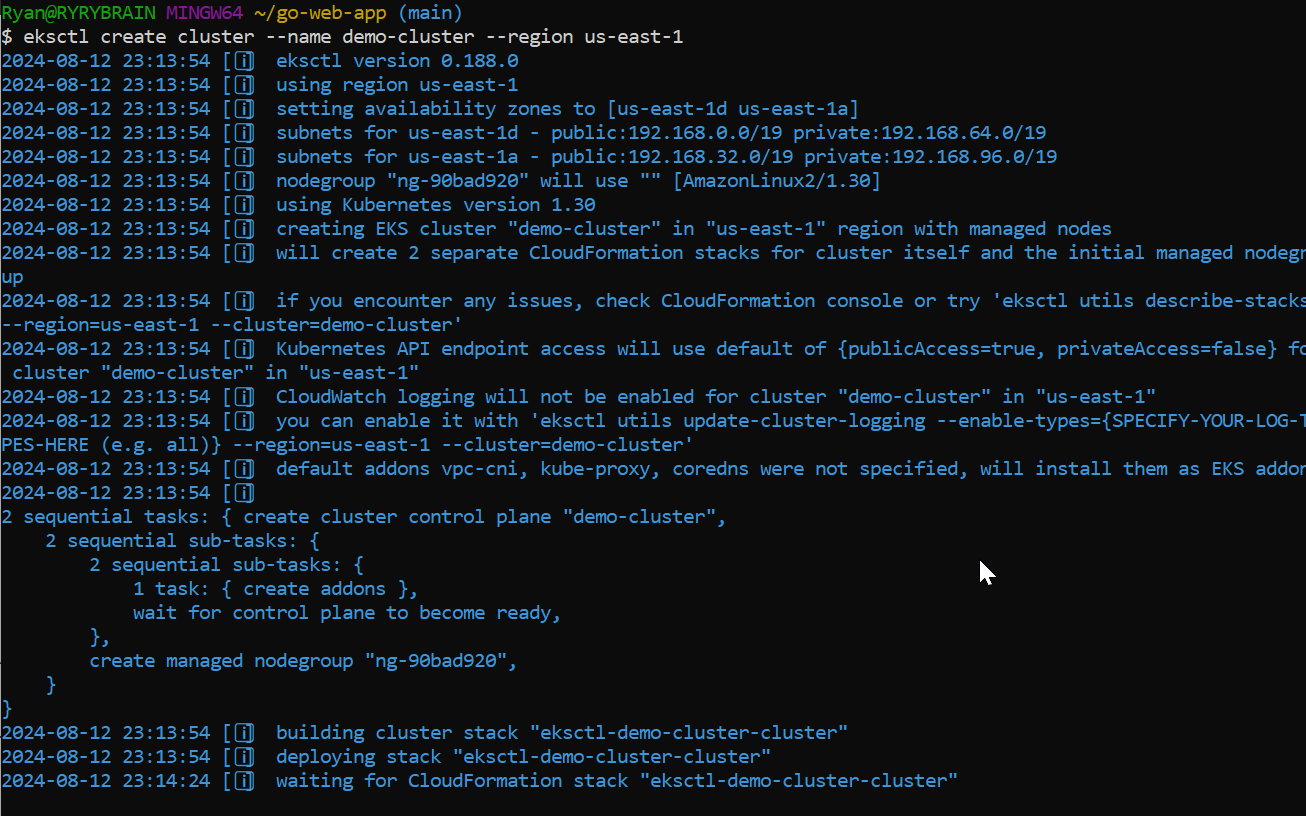 Ryan@RYRYBRAIN MINGW64 ~/go-web-app (main)
$ eksctl create cluster --name demo-cluster --region us-east-1
2024-08-12 23:13:54 [ℹ]  eksctl version 0.188.0
2024-08-12 23:13:54 [ℹ]  using region us-east-1
2024-08-12 23:13:54 [ℹ]  setting availability zones to [us-east-1d us-east-1a]
2024-08-12 23:13:54 [ℹ]  subnets for us-east-1d - public:192.168.0.0/19 private:192.168.64.0/19
2024-08-12 23:13:54 [ℹ]  subnets for us-east-1a - public:192.168.32.0/19 private:192.168.96.0/19
2024-08-12 23:13:54 [ℹ]  nodegroup "ng-90bad920" will use "" [AmazonLinux2/1.30]
2024-08-12 23:13:54 [ℹ]  using Kubernetes version 1.30
2024-08-12 23:13:54 [ℹ]  creating EKS cluster "demo-cluster" in "us-east-1" region with managed nodes
2024-08-12 23:13:54 [ℹ]  will create 2 separate CloudFormation stacks for cluster itself and the initial managed nodegr
up
2024-08-12 23:13:54 [ℹ]  if you encounter any issues, check CloudFormation console or try 'eksctl utils describe-stacks
--region=us-east-1 --cluster=demo-cluster'
2024-08-12 23:13:54 [ℹ]  Kubernetes API endpoint access will use default of {publicAccess=true, privateAccess=false} fo
 cluster "demo-cluster" in "us-east-1"
2024-08-12 23:13:54 [ℹ]  CloudWatch logging will not be enabled for cluster "demo-cluster" in "us-east-1"
2024-08-12 23:13:54 [ℹ]  you can enable it with 'eksctl utils update-cluster-logging --enable-types={SPECIFY-YOUR-LOG-T
PES-HERE (e.g. all)} --region=us-east-1 --cluster=demo-cluster'
2024-08-12 23:13:54 [ℹ]  default addons vpc-cni, kube-proxy, coredns were not specified, will install them as EKS addon
2024-08-12 23:13:54 [ℹ]
2 sequential tasks: { create cluster control plane "demo-cluster",
    2 sequential sub-tasks: {
        2 sequential sub-tasks: {
            1 task: { create addons },
            wait for control plane to become ready,
        },
        create managed nodegroup "ng-90bad920",
    }
}
2024-08-12 23:13:54 [ℹ]  building cluster stack "eksctl-demo-cluster-cluster"
2024-08-12 23:13:54 [ℹ]  deploying stack "eksctl-demo-cluster-cluster"
2024-08-12 23:14:24 [ℹ]  waiting for CloudFormation stack "eksctl-demo-cluster-cluster"